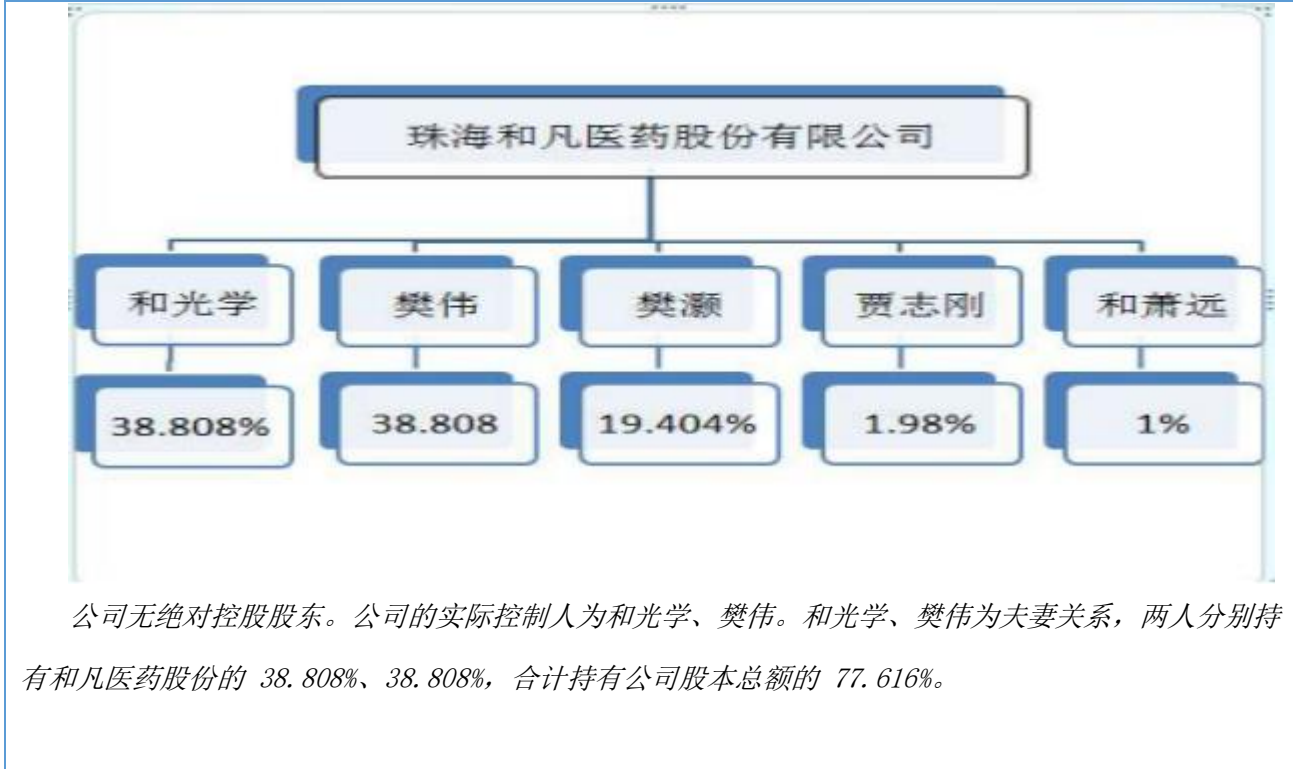 珠海和凡医药股份有限公司
和光学 樊伟 樊灏 贾志刚 和萧远
38.808% 38.808 19.404% 1.98% 1%
公司无绝对控股股东。公司的实际控制人为和光学、樊伟。和光学、樊伟为夫妻关系，两人分别持
有和凡医药股份的 38.808%、38.808%，合计持有公司股本总额的 77.616%。